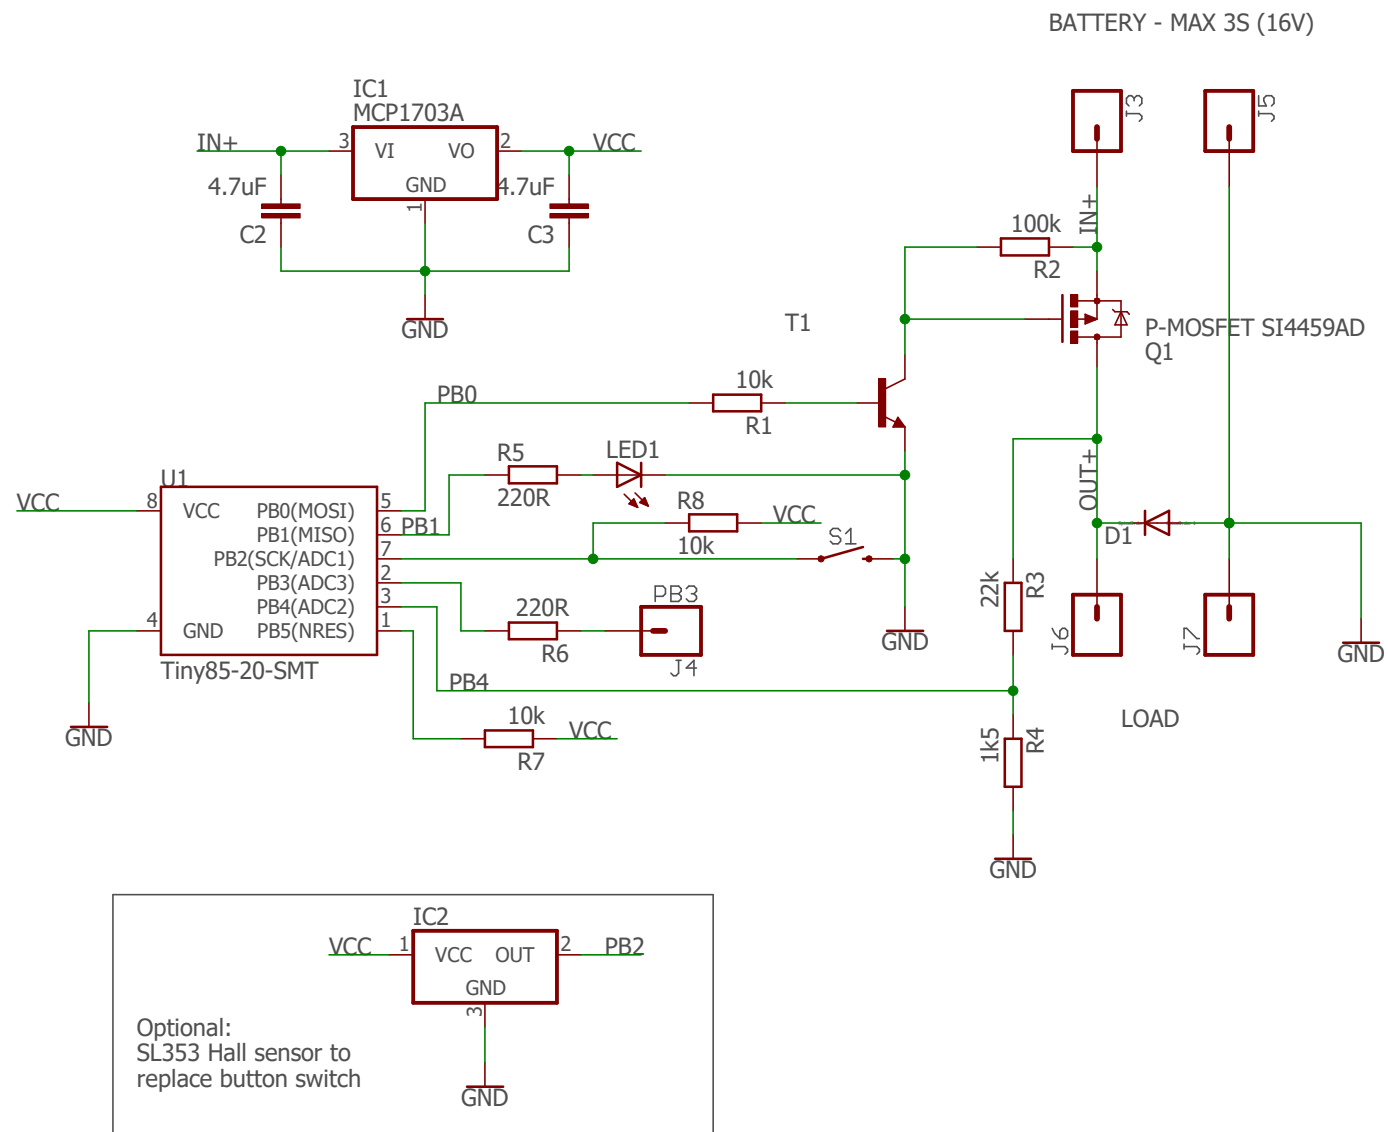 BATTERY - MAX 3S (16V)
IC1
MCP1703A
IN+
3
VI
VO
2
VCC
GND
1
4.7uF
C2
4.7uF
C3
GND
J3
J5
IN+
100k
R2
T1
P-MOSFET SI4459AD
Q1
PB0
10k
R1
R5
220R
LED1
R8
10k
VCC
S1
OUT+
D1
U1
VCC
8
VCC
PB0(MOSI)
5
PB1(MISO)
6
PB1
PB2(SCK/ADC1)
7
PB3(ADC3)
2
PB4(ADC2)
3
4
GND
PB5(NRES)
1
Tiny85-20-SMT
GND
220R
R6
PB3
J4
GND
22k
R3
J6
J7
GND
PB4
LOAD
10k
R7
VCC
1k5
R4
GND
IC2
VCC
1
VCC
OUT
2
PB2
GND
3
GND
Optional:
SL353 Hall sensor to
replace button switch